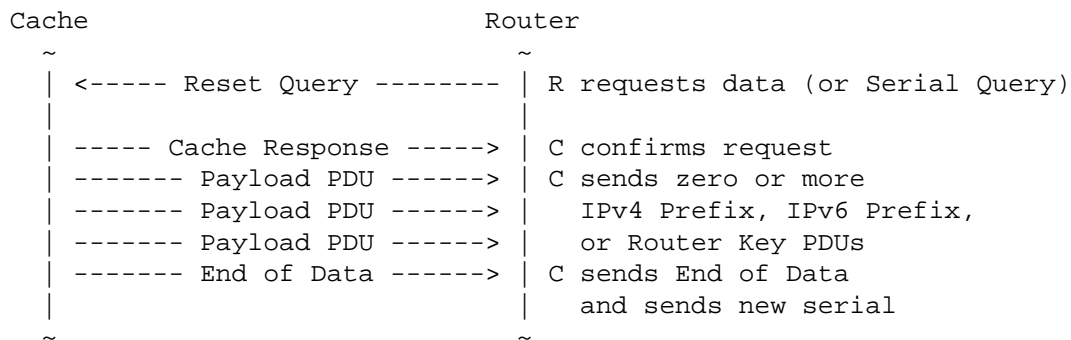 Cache                         Router
  ~                             ~
  | <----- Reset Query -------- | R requests data (or Serial Query)
  |                             |
  | ----- Cache Response -----> | C confirms request
  | ------- Payload PDU ------> | C sends zero or more
  | ------- Payload PDU ------> |   IPv4 Prefix, IPv6 Prefix,
  | ------- Payload PDU ------> |   or Router Key PDUs
  | ------- End of Data ------> | C sends End of Data
  |                             |   and sends new serial
  ~                             ~